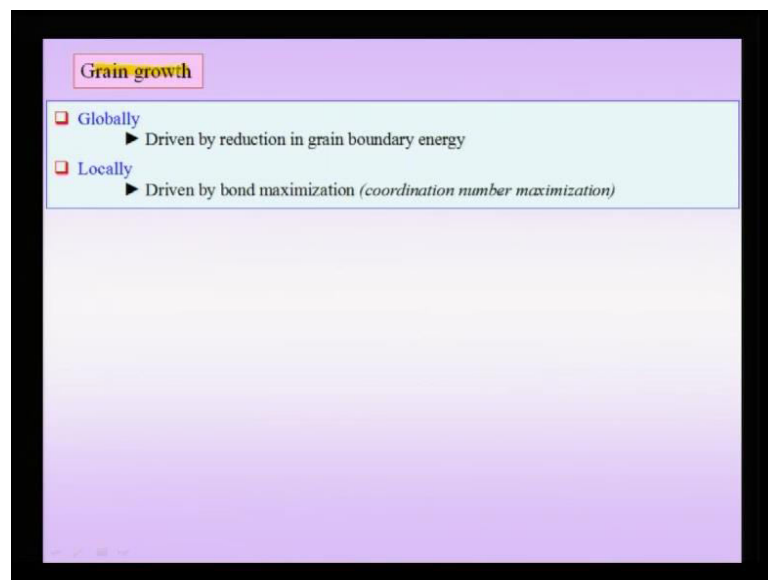 Grain growth
Globally
► Driven by reduction in grain boundary energy
Locally
► Driven by bond maximization (coordination number maximization)